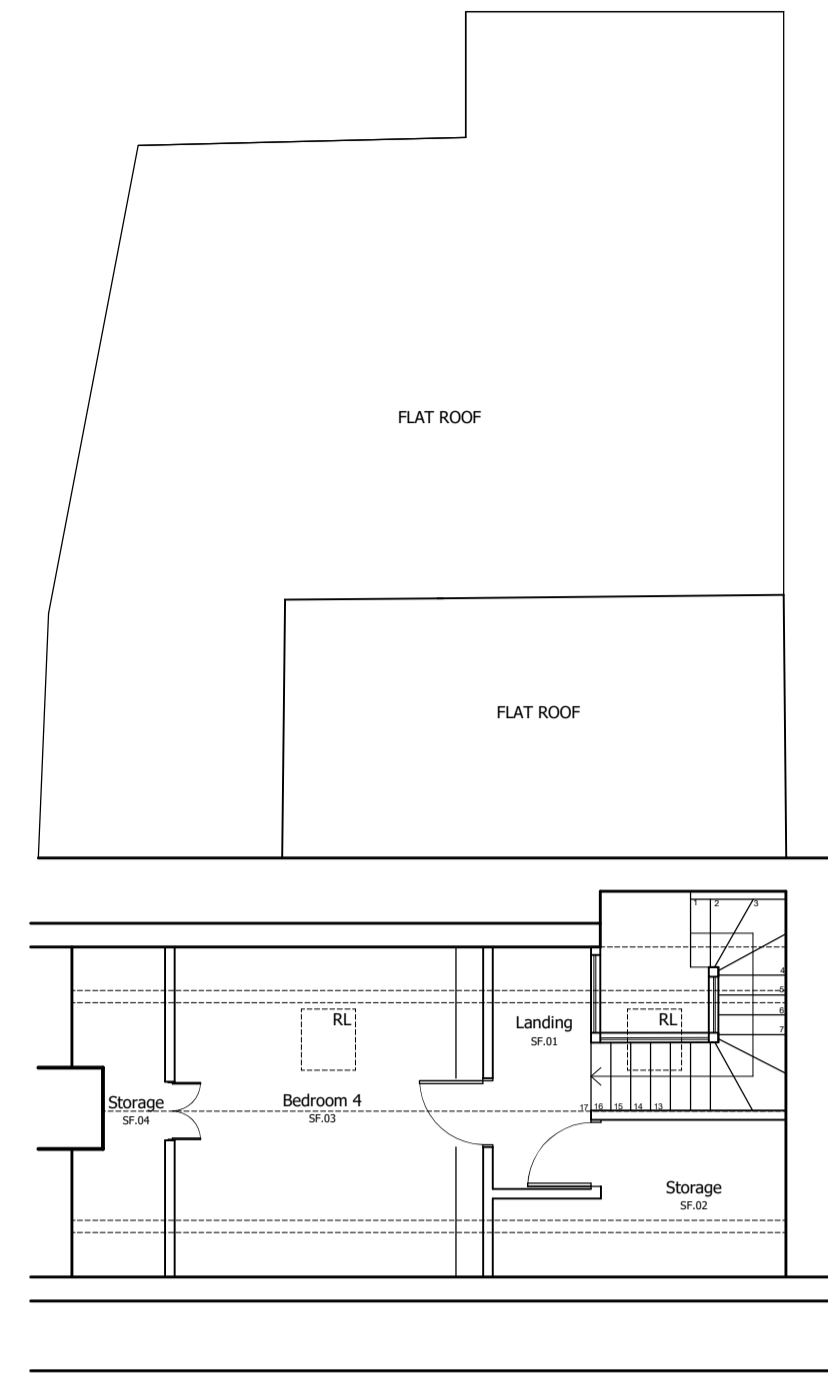 FLAT ROOF
FLAT ROOF
1
2
3
4
5
6
7
RL
RL
Landing
SF.01
Storage
SF.04
Bedroom 4
SF.03
17
16
15
14
13
Storage
SF.02